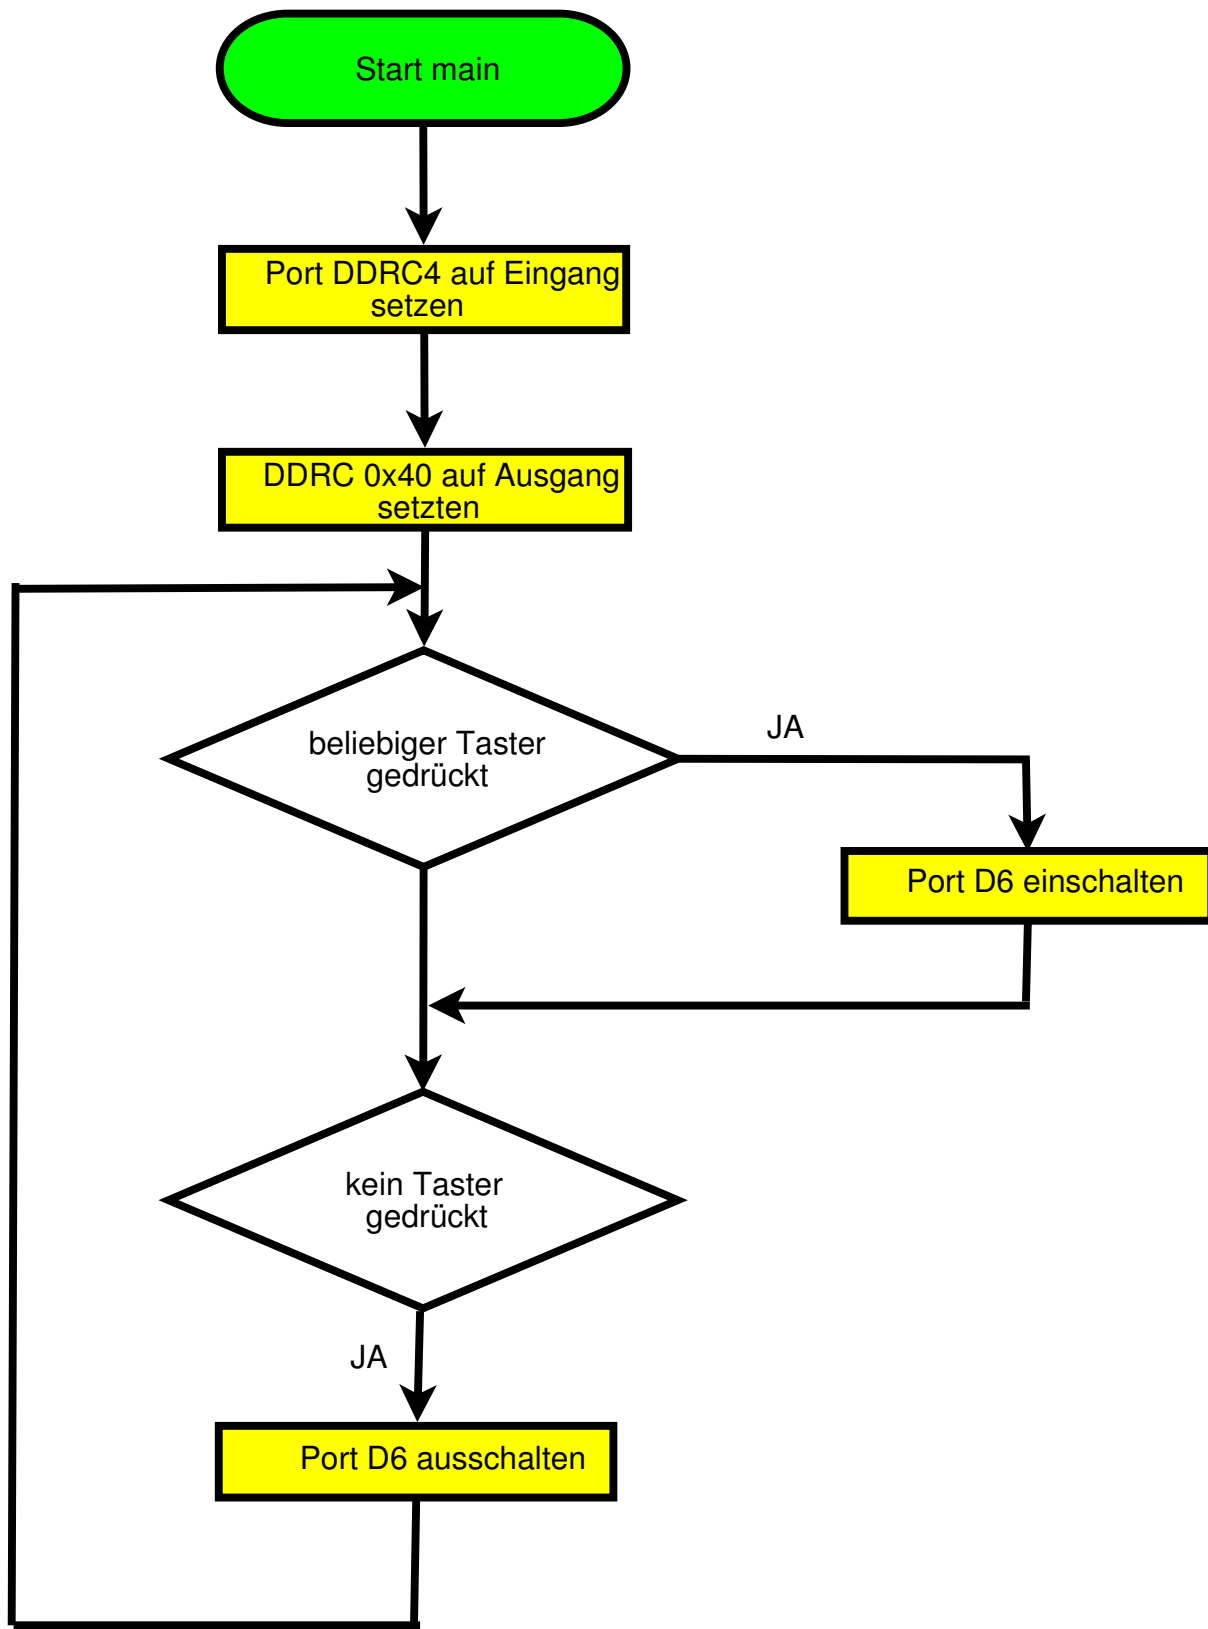 Start main
Port DDRC4 auf Eingang
setzen
DDRC 0x40 auf Ausgang
setzten
beliebiger Taster
gedrückt
JA
Port D6 einschalten
kein Taster
gedrückt
JA
Port D6 ausschalten